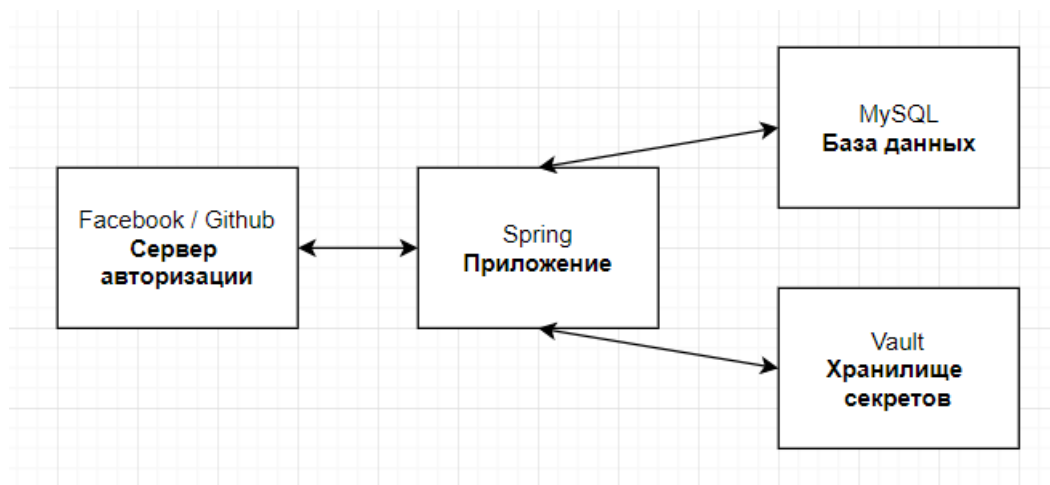 Facebook / Github
Сервер
авторизации
Spring
Приложение
MySQL
База данных
Vault
Хранилище
секретов